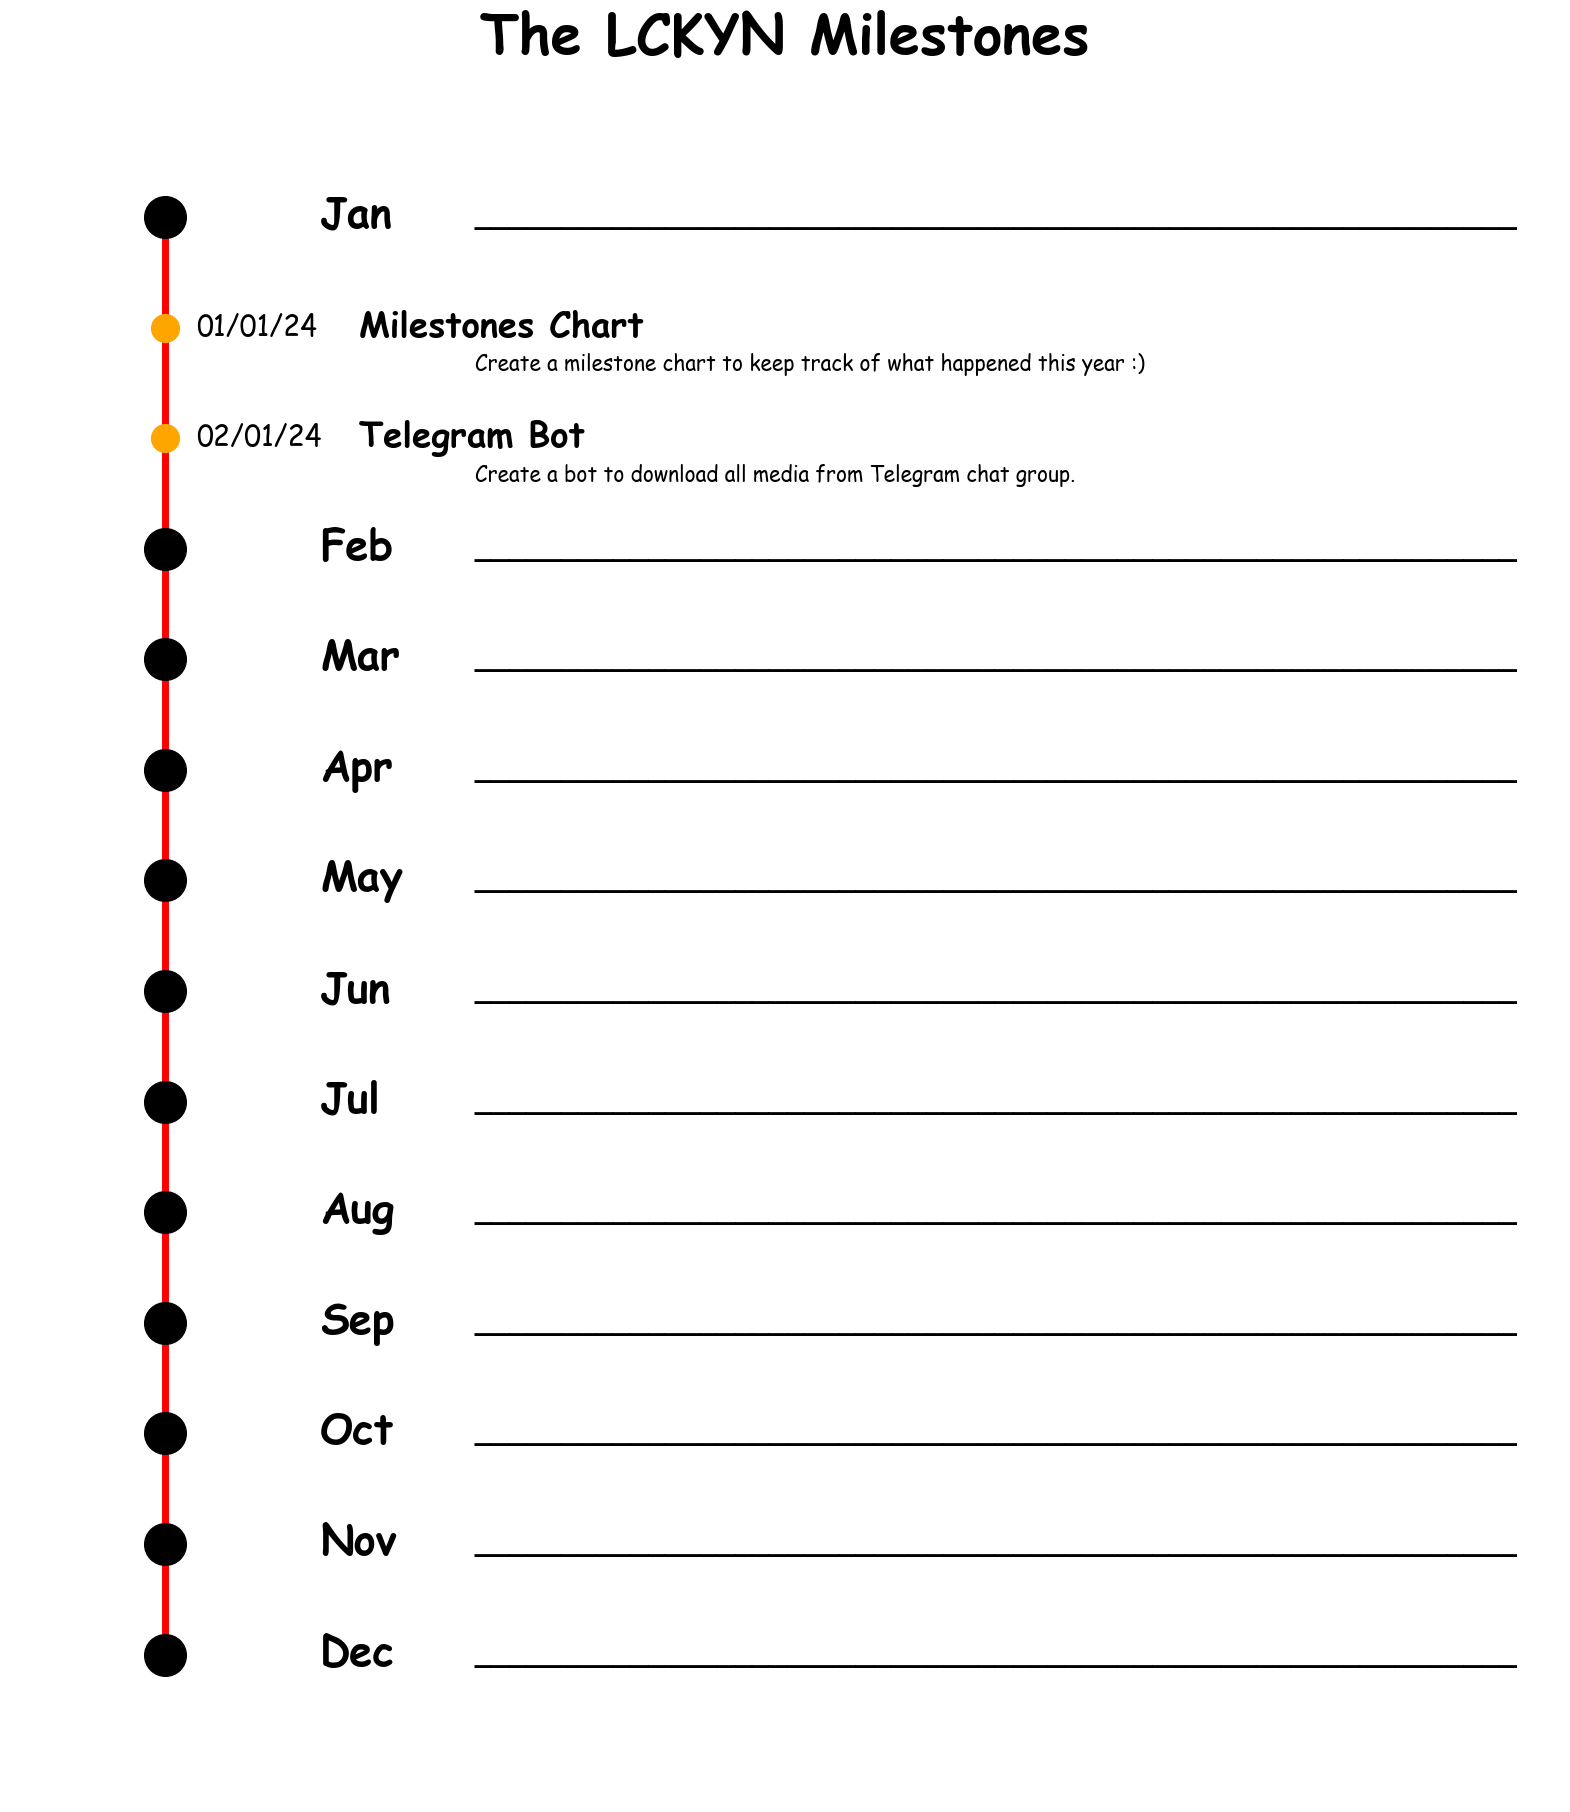 The LCKYN Milestones
Jan
01/01/24 Milestones Chart
Create a milestone chart to keep track of what happened this year :)
02/01/24 Telegram Bot
Create a bot to download all media from Telegram chat group.
Feb
Mar
Apr
May
Jun
Jul
Aug
Sep
Oct
Nov
Dec